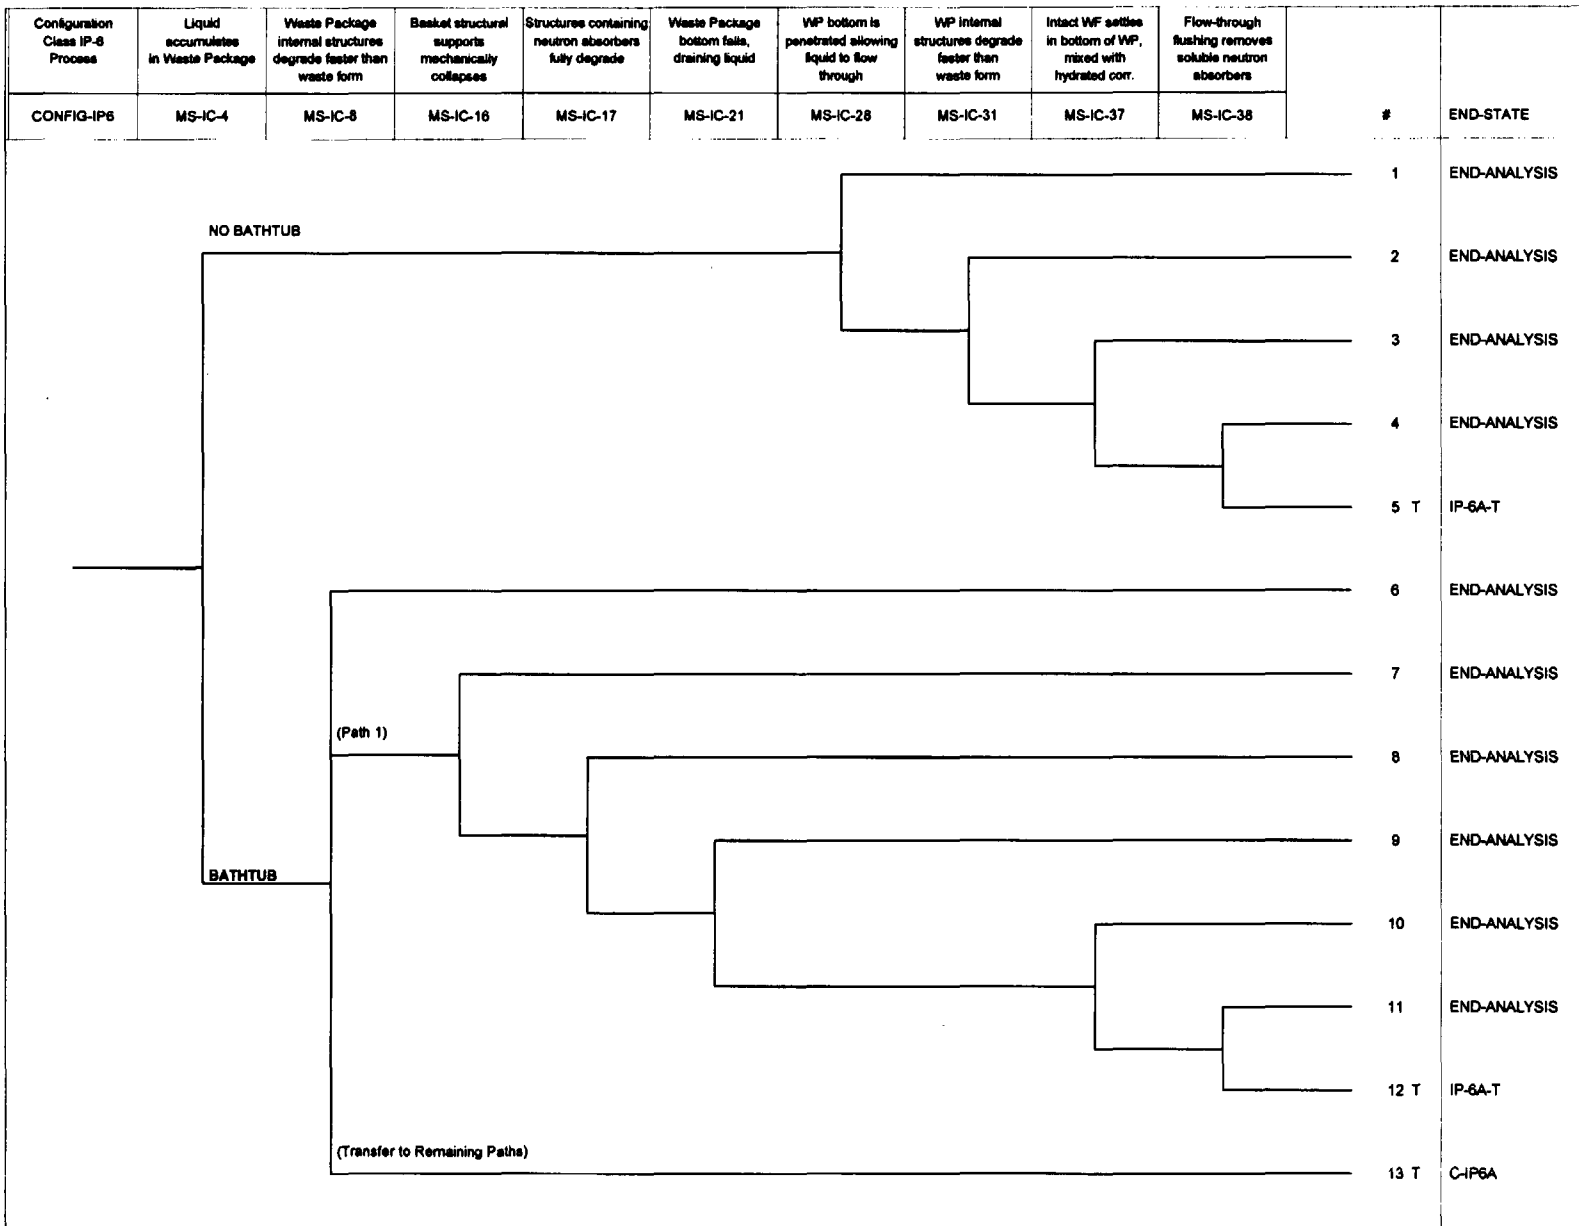 Configuration
Class IP-6
Process
Liquid
accumulates
in Waste Package
Waste Package
internal structures
degrade faster than
waste form
Basket structural
supports
mechanically
collapses
Structures containing
neutron absorbers
fully degrade
Waste Package
bottom fails,
draining liquid
WP bottom is
penetrated allowing
liquid to flow
through
WP internal
structures degrade
faster than
waste form
Intact WF settles
in bottom of WP,
mixed with
hydrated corr.
Flow-through
flushing removes
soluble neutron
absorbers
CONFIG-IP6
MS-IC-4
MS-IC-8
MS-IC-16
MS-IC-17
MS-IC-21
MS-IC-28
MS-IC-31
MS-IC-37
MS-IC-38
#
END-STATE
1 END-ANALYSIS
NO BATHTUB
2 END-ANALYSIS
3 END-ANALYSIS
4 END-ANALYSIS
5 T IP-6A-T
6 END-ANALYSIS
7 END-ANALYSIS
(Path 1)
8 END-ANALYSIS
9 END-ANALYSIS
BATHTUB
10 END-ANALYSIS
11 END-ANALYSIS
12 T IP-6A-T
(Transfer to Remaining Paths)
13 T C-IP6A